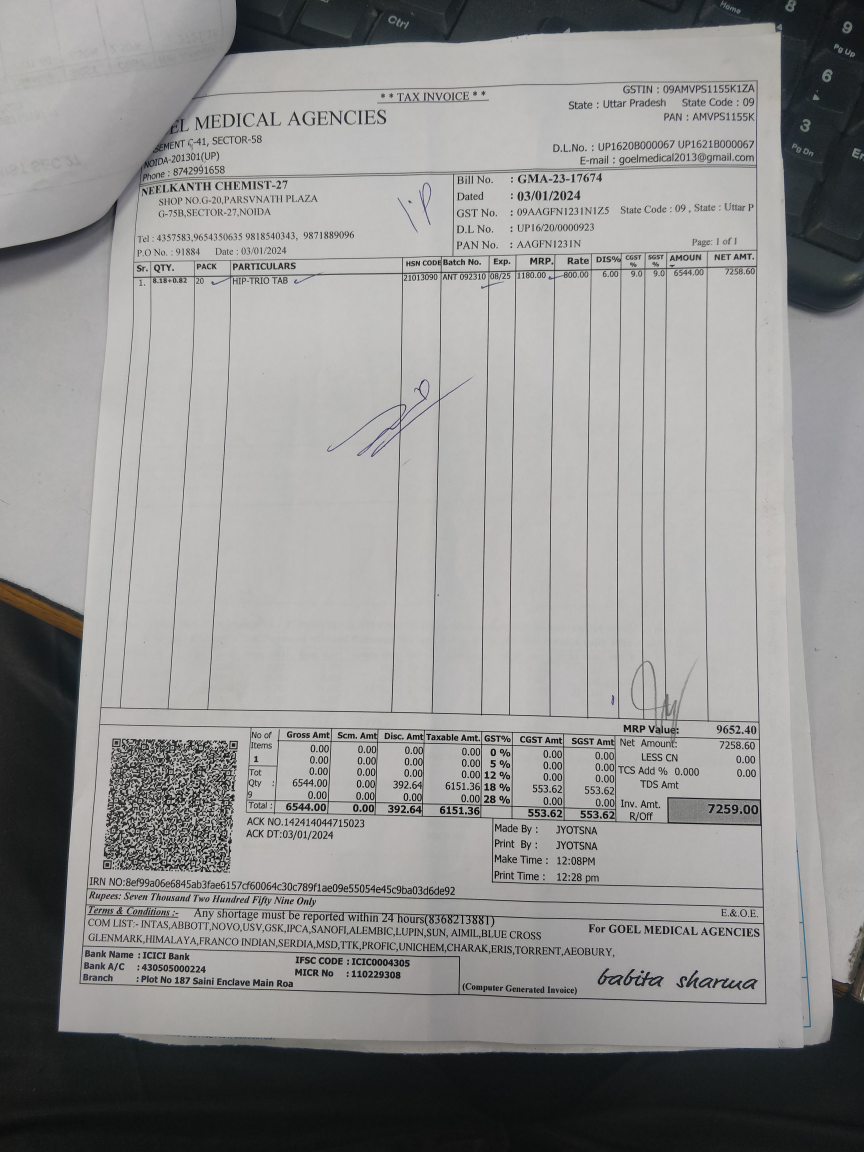 * * TAX INVOICE * *
GSTIN : 09AMVPS1155K1ZA
State : Uttar Pradesh State Code : 09
PAN : AMVPS1155K
EL MEDICAL AGENCIES
SEMENT C-41, SECTOR-58
NOIDA-201301(UP)
Phone : 8742991658
D.L.No. : UP1620B000067 UP1621B000067
E-mail : goelmedical2013@gmail.com
NEELKANTH CHEMIST-27
SHOP NO.G-20,PARSVNATH PLAZA
G-75B,SECTOR-27,NOIDA
Tel : 4357583,9654350635 9818540343, 9871889096
P.O No. : 91884 Date : 03/01/2024
Bill No. : GMA-23-17674
Dated : 03/01/2024
GST No. : 09AAGFN1231N1Z5 State Code : 09 , State : Uttar P
D.L No. : UP16/20/0000923
PAN No. : AAGFN1231N Page: 1 of 1
Sr. QTY. PACK PARTICULARS HSN CODE Batch No. Exp. MRP. Rate DIS% CGST % SGST % AMOUN NET AMT.
1. 8.18+0.82 20 HIP-TRIO TAB 21013090 ANT 092310 08/25 1180.00 800.00 6.00 9.0 9.0 6544.00 7258.60
MRP Value: 9652.40
No of Items 1 Tot Qty : 9
Gross Amt Scm. Amt Disc. Amt Taxable Amt. GST% CGST Amt SGST Amt
0.00 0.00 0.00 0.00 0 % 0.00 0.00
0.00 0.00 0.00 0.00 5 % 0.00 0.00
0.00 0.00 0.00 0.00 12 % 0.00 0.00
6544.00 0.00 392.64 6151.36 18 % 553.62 553.62
0.00 0.00 0.00 0.00 28 % 0.00 0.00
Total : 6544.00 0.00 392.64 6151.36 553.62 553.62
Net Amount: 7258.60
LESS CN 0.00
TCS Add % 0.000 0.00
TDS Amt
Inv. Amt. R/Off 7259.00
ACK NO.142414044715023
ACK DT:03/01/2024
Made By : JYOTSNA
Print By : JYOTSNA
Make Time : 12:08PM
Print Time : 12:28 pm
IRN NO:8ef99a06e6845ab3fae6157cf60064c30c789f1ae09e55054e45c9ba03d6de92
Rupees: Seven Thousand Two Hundred Fifty Nine Only
E.&.O.E.
Terms & Conditions :- Any shortage must be reported within 24 hours(8368213881)
COM LIST:- INTAS,ABBOTT,NOVO,USV,GSK,IPCA,SANOFI,ALEMBIC,LUPIN,SUN, AIMIL,BLUE CROSS
GLENMARK,HIMALAYA,FRANCO INDIAN,SERDIA,MSD,TTK,PROFIC,UNICHEM,CHARAK,ERIS,TORRENT,AEOBURY,
For GOEL MEDICAL AGENCIES
Bank Name : ICICI Bank
Bank A/C : 430505000224
Branch : Plot No 187 Saini Enclave Main Roa
IFSC CODE : ICIC0004305
MICR No : 110229308
(Computer Generated Invoice)
babita sharma
Ctrl
Home
8
9
Pg Up
6
3
Pg Dn